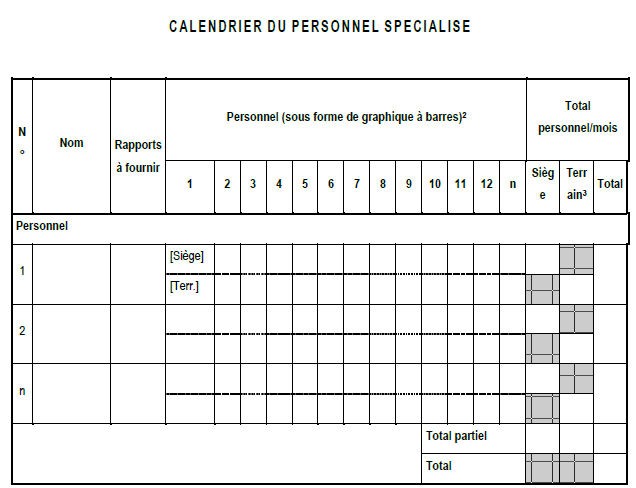 CALENDRIER DU PERSONNEL SPECIALISE
N° Nom Rapports à fournir Personnel (sous forme de graphique à barres)² Total personnel/mois
1 2 3 4 5 6 7 8 9 10 11 12 n Siège Terrain³ Total
Personnel
1 [Siège]
[Terr.]
2
n
Total partiel
Total